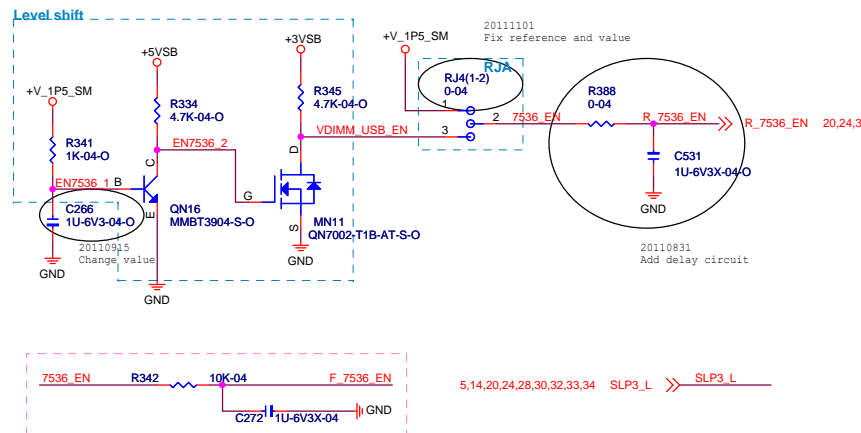 Level shift
20111101
Fix reference and value
+5VSB
+3VSB
+V_1P5_SM
+V_1P5_SM
RJA
RJ4(1-2)
0-04
R334
4.7K-04-O
R345
4.7K-04-O
R388
0-04
1
2
3
7536_EN
R_7536_EN
R_7536_EN 20,24,3
VDIMM_USB_EN
R341
1K-04-O
EN7536_2
EN7536_1
B
C
E
D
G
S
C531
1U-6V3X-04-O
GND
QN16
MMBT3904-S-O
C266
1U-6V3-04-O
MN11
QN7002-T1B-AT-S-O
20110915
Change value
GND
GND
GND
20110831
Add delay circuit
7536_EN
R342
10K-04
F_7536_EN
C272
1U-6V3X-04
GND
5,14,20,24,28,30,32,33,34 SLP3_L
SLP3_L